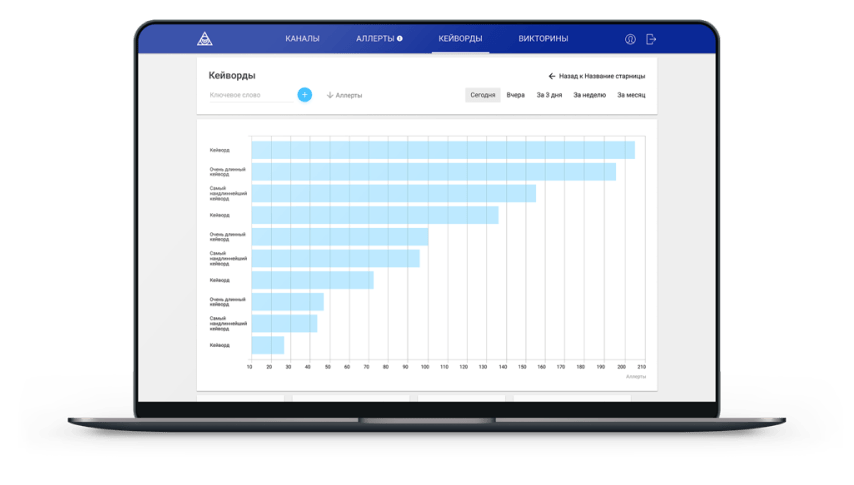 КАНАЛЫ
АЛЛЕРТЫ
КЕЙВОРДЫ
ВИКТОРИНЫ
Кейворды
Назад к Название старницы
Ключевое слово
Аллерты
Сегодня
Вчера
За 3 дня
За неделю
За месяц
Кейворд
Очень длинный
кейворд
Самый
наидлиннейший
кейворд
Кейворд
Очень длинный
кейворд
Самый
наидлиннейший
кейворд
Кейворд
Очень длинный
кейворд
Самый
наидлиннейший
кейворд
Кейворд
10 20 30 40 50 60 70 80 90 100 110 120 130 140 150 160 170 180 190 200 210
Аллерты